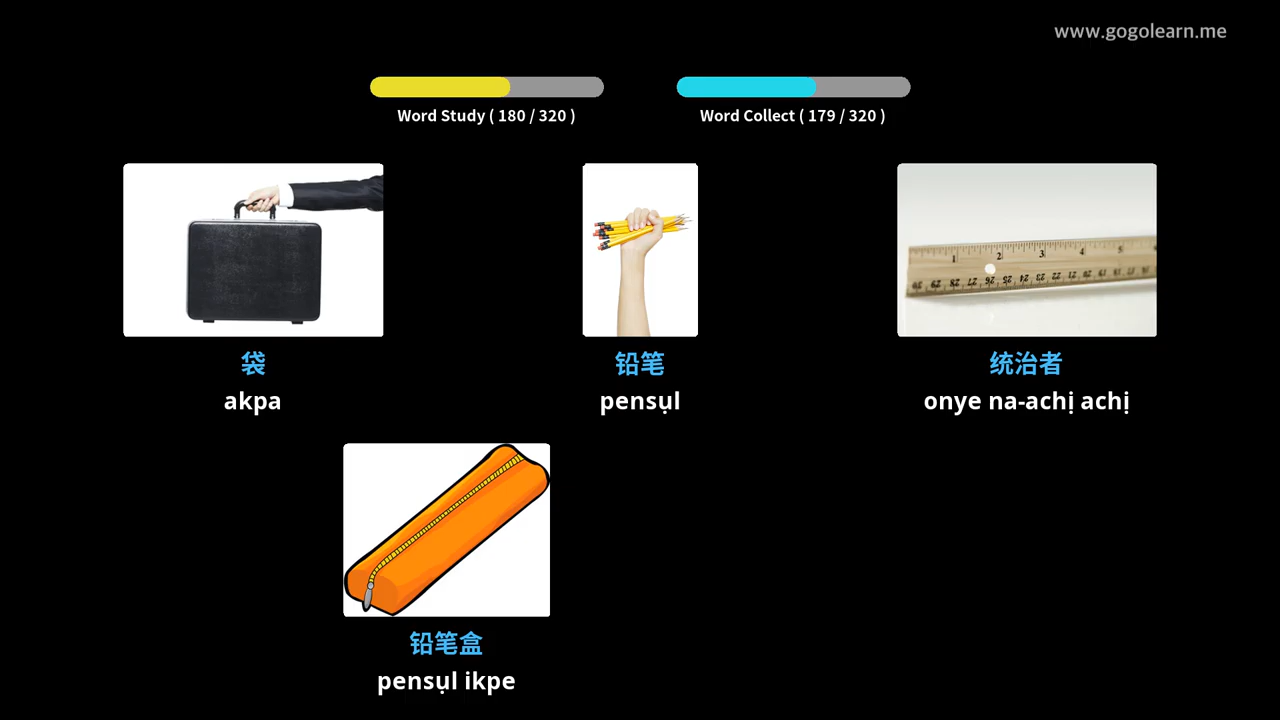 www.gogolearn.me
Word Study ( 180 / 320 )
Word Collect ( 179 / 320 )
袋
akpa
铅笔
pensụl
统治者
onye na-achị achị
铅笔盒
pensụl ikpe